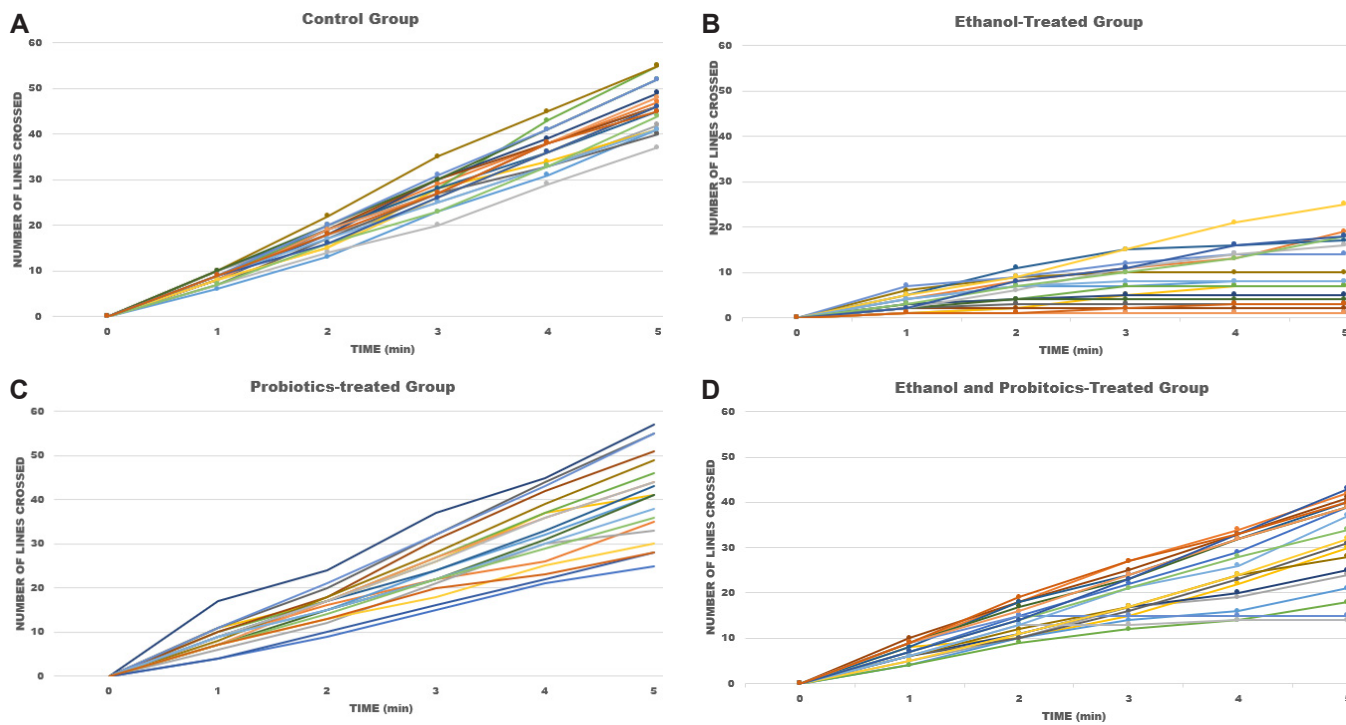 A
Control Group
NUMBER OF LINES CROSSED
60
50
40
30
20
10
0
0 1 2 3 4 5
TIME (min)
B
Ethanol-Treated Group
NUMBER OF LINES CROSSED
60
50
40
30
20
10
0
0 1 2 3 4 5
TIME (min)
C
Probiotics-treated Group
NUMBER OF LINES CROSSED
60
50
40
30
20
10
0
0 1 2 3 4 5
TIME (min)
D
Ethanol and Probitoics-Treated Group
NUMBER OF LINES CROSSED
60
50
40
30
20
10
0
0 1 2 3 4 5
TIME (min)